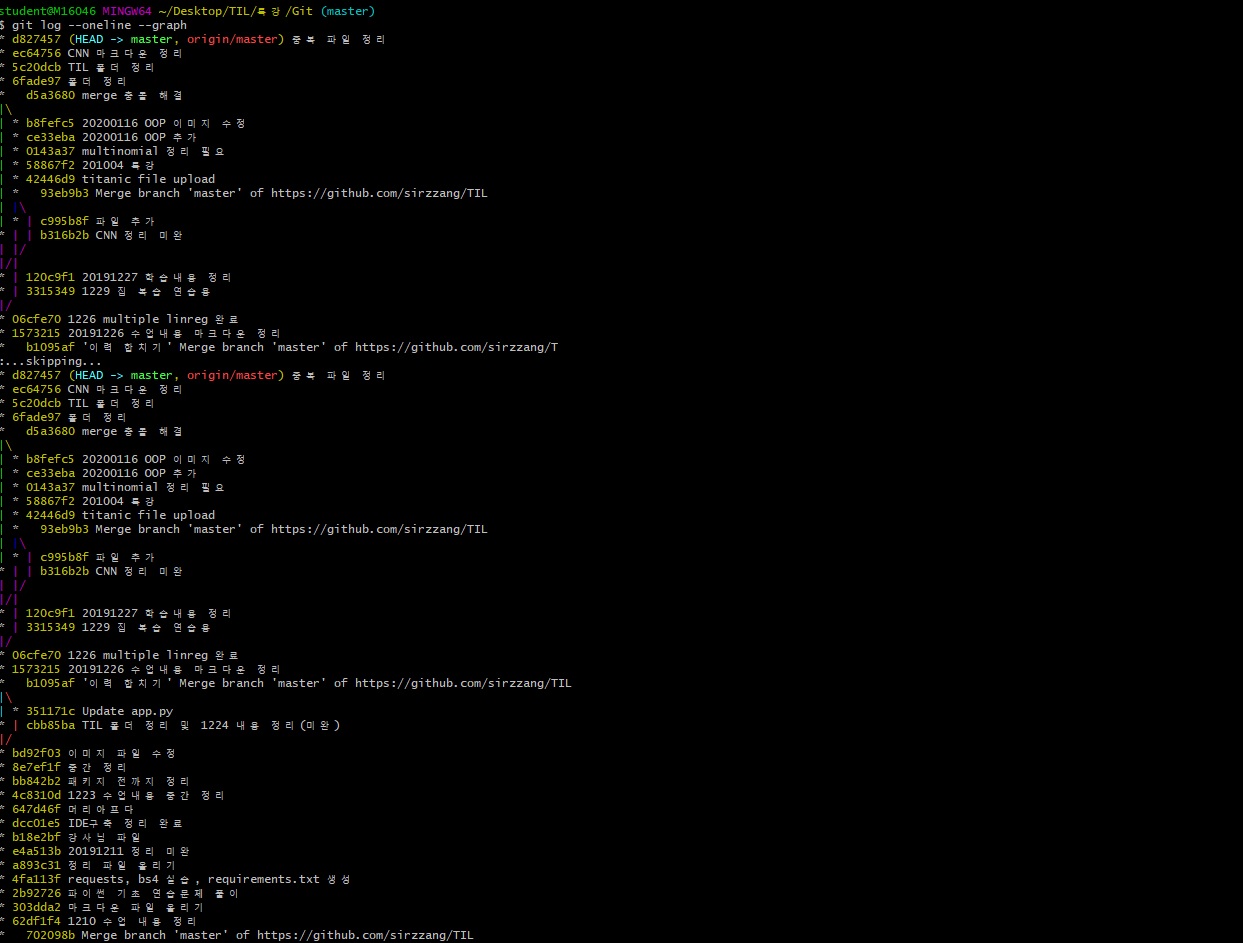 student@M16046 MINGW64 ~/Desktop/TIL/특강/Git (master)
$ git log --oneline --graph
* d827457 (HEAD -> master, origin/master) 중복 파일 정리
* ec64756 CNN 마크다운 정리
* 5c20dcb TIL 폴더 정리
* 6fade97 폴더 정리
*   d5a3680 merge 충돌 해결
|\
| * b8fefc5 20200116 OOP 이미지 수정
| * ce33eba 20200116 OOP 추가
| * 0143a37 multinomial 정리 필요
| * 58867f2 201004 특강
| * 42446d9 titanic file upload
| *   93eb9b3 Merge branch 'master' of https://github.com/sirzzang/TIL
| |\
| * | c995b8f 파일 추가
* | | b316b2b CNN 정리 미완
| |/
|/|
* | 120c9f1 20191227 학습내용 정리
* | 3315349 1229 집 복습 연습용
|/
* 06cfe70 1226 multiple linreg 완료
* 1573215 20191226 수업내용 마크다운 정리
*   b1095af '이력 합치기' Merge branch 'master' of https://github.com/sirzzang/T
:...skipping...
* d827457 (HEAD -> master, origin/master) 중복 파일 정리
* ec64756 CNN 마크다운 정리
* 5c20dcb TIL 폴더 정리
* 6fade97 폴더 정리
*   d5a3680 merge 충돌 해결
|\
| * b8fefc5 20200116 OOP 이미지 수정
| * ce33eba 20200116 OOP 추가
| * 0143a37 multinomial 정리 필요
| * 58867f2 201004 특강
| * 42446d9 titanic file upload
| *   93eb9b3 Merge branch 'master' of https://github.com/sirzzang/TIL
| |\
| * | c995b8f 파일 추가
* | | b316b2b CNN 정리 미완
| |/
|/|
* | 120c9f1 20191227 학습내용 정리
* | 3315349 1229 집 복습 연습용
|/
* 06cfe70 1226 multiple linreg 완료
* 1573215 20191226 수업내용 마크다운 정리
*   b1095af '이력 합치기' Merge branch 'master' of https://github.com/sirzzang/TIL
|\
| * 351171c Update app.py
* | cbb85ba TIL 폴더 정리 및 1224 내용 정리(미완)
|/
* bd92f03 이미지 파일 수정
* 8e7ef1f 중간 정리
* bb842b2 패키지 전까지 정리
* 4c8310d 1223 수업내용 중간 정리
* 647d46f 머리아프다
* dcc01e5 IDE구축 정리 완료
* b18e2bf 강사님 파일
* e4a513b 20191211 정리 미완
* a893c31 정리 파일 올리기
* 4fa113f requests, bs4 실습, requirements.txt 생성
* 2b92726 파이썬 기초 연습문제 풀이
* 303dda2 마크다운 파일 올리기
* 62df1f4 1210 수업 내용 정리
*   702098b Merge branch 'master' of https://github.com/sirzzang/TIL